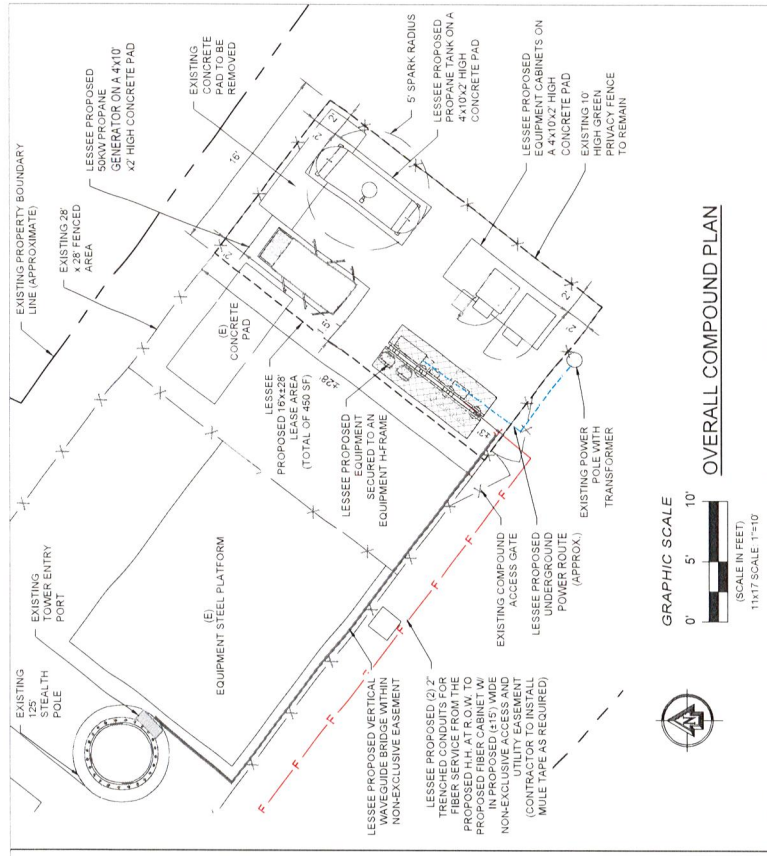 EXISTING PROPERTY BOUNDARY
LINE (APPROXIMATE)
EXISTING 28'
x 28' FENCED
AREA
LESSEE PROPOSED
50KW PROPANE
GENERATOR ON A 4'x10'
x2' HIGH CONCRETE PAD
EXISTING
CONCRETE
PAD TO BE
REMOVED
5' SPARK RADIUS
LESSEE PROPOSED
PROPANE TANK ON A
4'x10'x2' HIGH
CONCRETE PAD
LESSEE PROPOSED
EQUIPMENT CABINETS ON
A 4'x10'x2' HIGH
CONCRETE PAD
EXISTING 10'
HIGH GREEN
PRIVACY FENCE
TO REMAIN
16'
2'
2'
2'
5'
(E)
CONCRETE
PAD
±28'
±3'
2'
2'
LESSEE
PROPOSED 16'x±28'
LEASE AREA
(TOTAL OF 450 SF)
LESSEE PROPOSED
EQUIPMENT
SECURED TO AN
EQUIPMENT H-FRAME
EXISTING
125'
STEALTH
POLE
EXISTING
TOWER ENTRY
PORT
(E)
EQUIPMENT STEEL PLATFORM
F
F
F
F
F
F
LESSEE PROPOSED VERTICAL
WAVEGUIDE BRIDGE WITHIN
NON-EXCLUSIVE EASEMENT
LESSEE PROPOSED (2) 2"
TRENCHED CONDUITS FOR
FIBER SERVICE FROM THE
PROPOSED H.H. AT R.O.W. TO
PROPOSED FIBER CABINET W/
IN PROPOSED (±15') WIDE
NON-EXCLUSIVE ACCESS AND
UTILITY EASEMENT
(CONTRACTOR TO INSTALL
MULE TAPE AS REQUIRED)
EXISTING COMPOUND
ACCESS GATE
LESSEE PROPOSED
UNDERGROUND
POWER ROUTE
(APPROX.)
EXISTING POWER
POLE WITH
TRANSFORMER
N
GRAPHIC SCALE
0' 5' 10'
(SCALE IN FEET)
11x17 SCALE 1"=10'
OVERALL COMPOUND PLAN